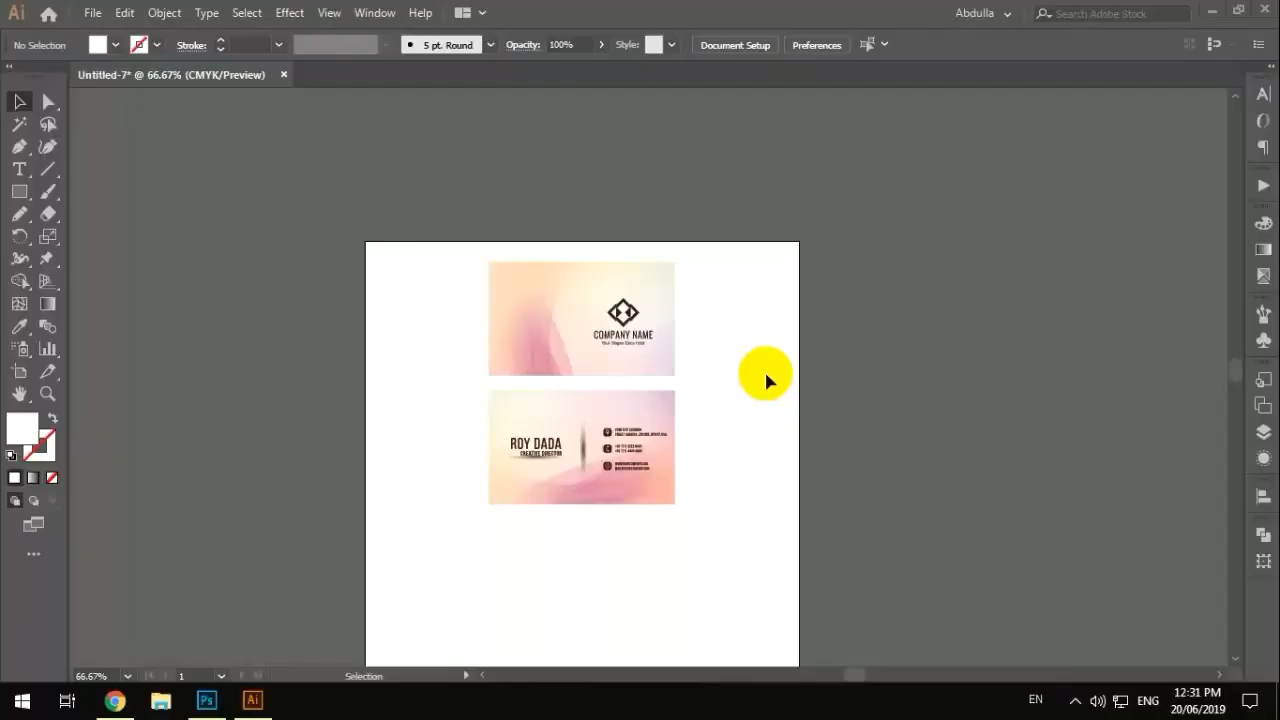 Ai File Edit Object Type Select Effect View Window Help Abdulla Search Adobe Stock
No Selection Stroke: 5 pt. Round Opacity: 100% Style: Document Setup Preferences
Untitled-7* @ 66.67% (CMYK/Preview)
COMPANY NAME
ROY DADA
CREATIVE DIRECTOR
66.67% 1 Selection
Ps Ai EN ENG 12:31 PM
20/06/2019